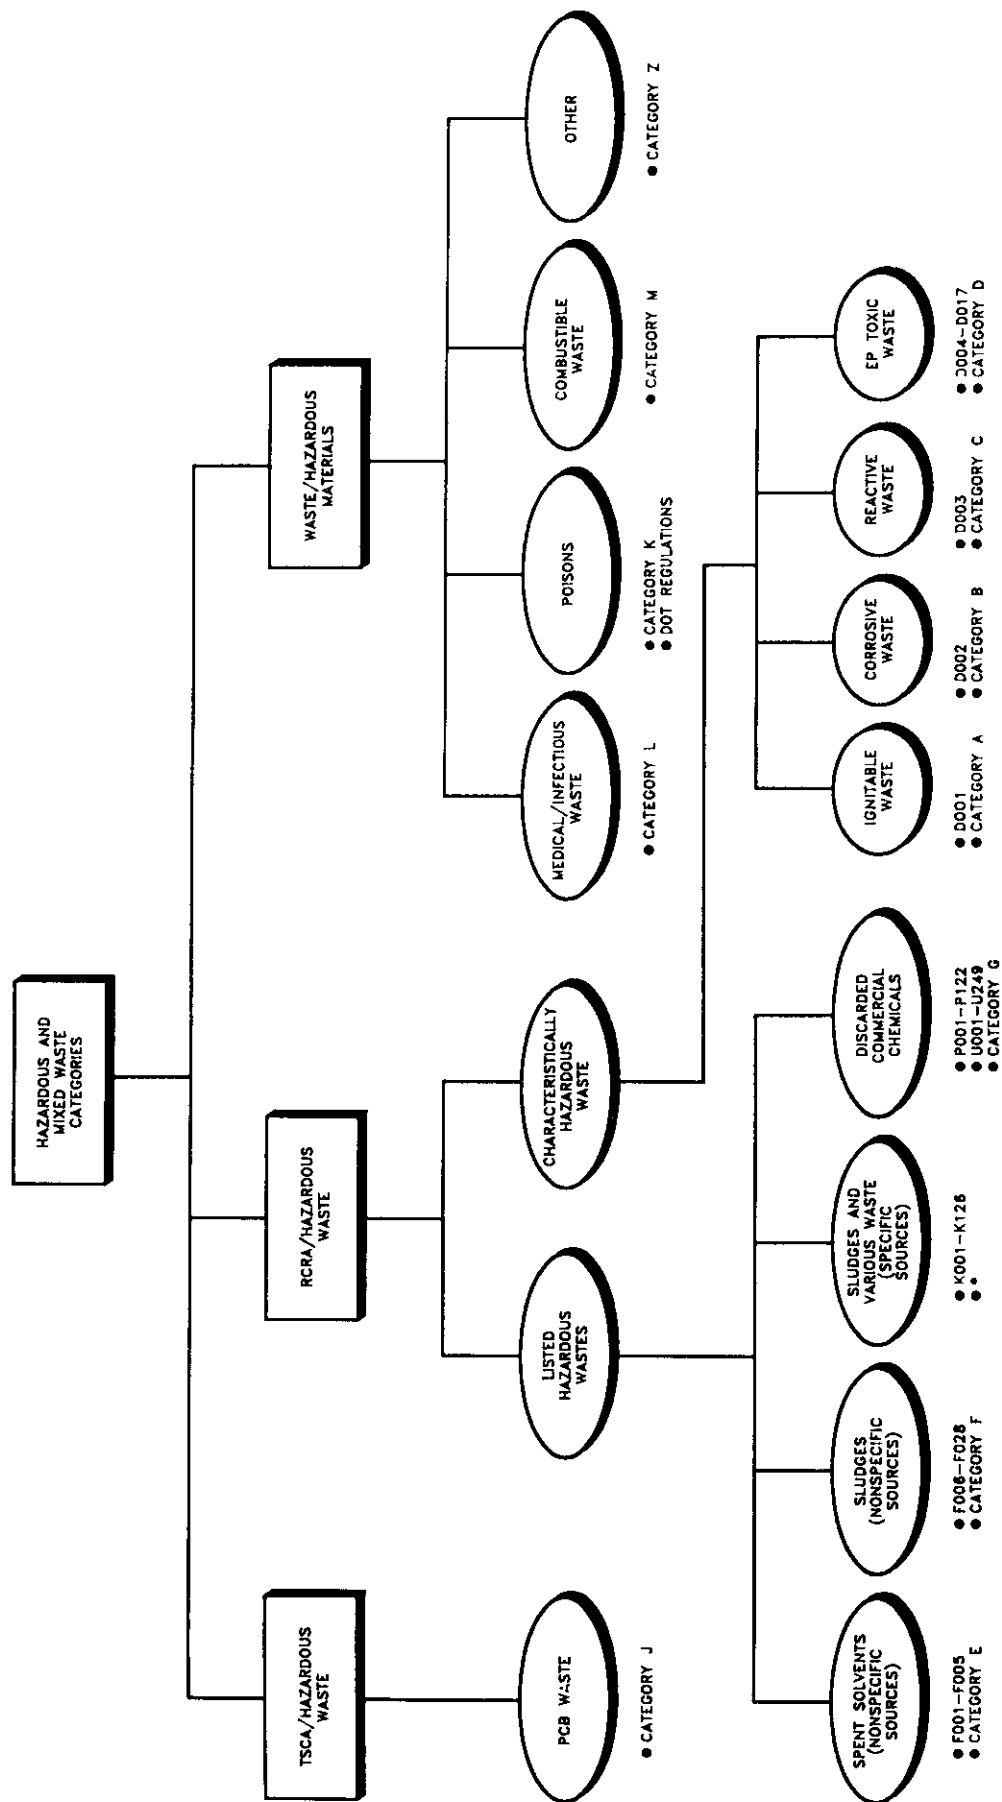 HAZARDOUS AND
MIXED WASTE
CATEGORIES
TSCA/HAZARDOUS
WASTE
RCRA/HAZARDOUS
WASTE
WASTE/HAZARDOUS
MATERIALS
PCB WASTE
● CATEGORY J
LISTED
HAZARDOUS
WASTES
CHARACTERISTICALLY
HAZARDOUS
WASTE
MEDICAL/INFECTIOUS
WASTE
● CATEGORY L
POISONS
● CATEGORY K
● DOT REGULATIONS
COMBUSTIBLE
WASTE
● CATEGORY M
OTHER
● CATEGORY Z
SPENT SOLVENTS
(NONSPECIFIC
SOURCES)
● F001-F005
● CATEGORY E
SLUDGES
(NONSPECIFIC
SOURCES)
● F006-F028
● CATEGORY F
SLUDGES AND
VARIOUS WASTE
(SPECIFIC
SOURCES)
● K001-K126
● *
DISCARDED
COMMERCIAL
CHEMICALS
● P001-P122
● U001-U249
● CATEGORY G
IGNITABLE
WASTE
● D001
● CATEGORY A
CORROSIVE
WASTE
● D002
● CATEGORY B
REACTIVE
WASTE
● D003
● CATEGORY C
EP TOXIC
WASTE
● D004-D017
● CATEGORY D